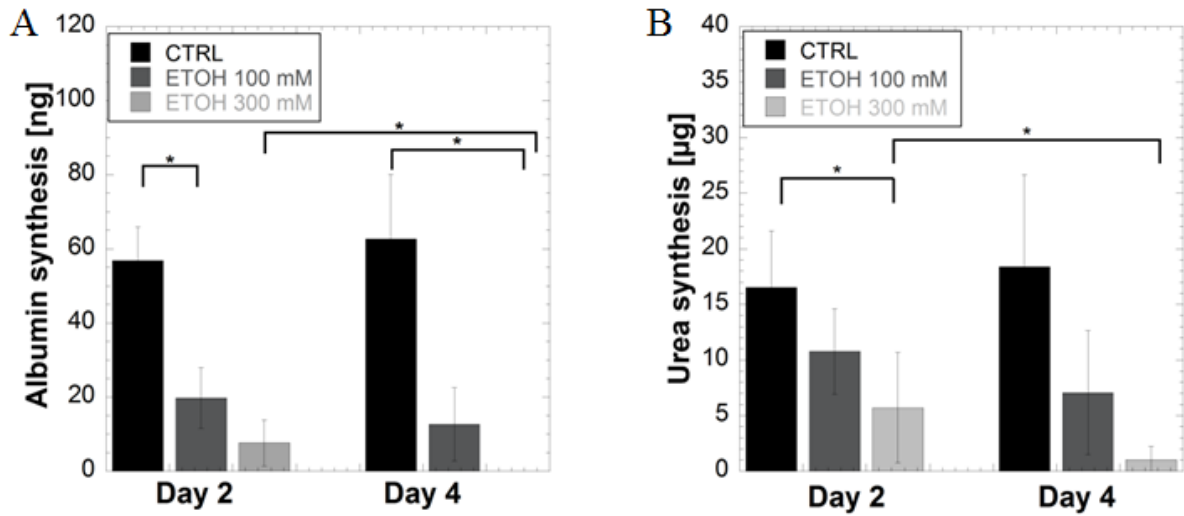 A
Albumin synthesis [ng]
120
100
80
60
40
20
0
CTRL
ETOH 100 mM
ETOH 300 mM
*
*
*
Day 2
Day 4
B
Urea synthesis [µg]
40
35
30
25
20
15
10
5
0
CTRL
ETOH 100 mM
ETOH 300 mM
*
*
Day 2
Day 4